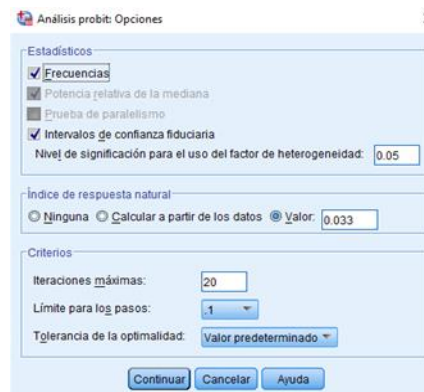 Análisis probit: Opciones
Estadísticos
Frecuencias
Potencia relativa de la mediana
Prueba de paralelismo
Intervalos de confianza fiduciaria
Nivel de significación para el uso del factor de heterogeneidad: 0.05
Índice de respuesta natural
Ninguna Calcular a partir de los datos Valor: 0.033
Criterios
Iteraciones máximas: 20
Límite para los pasos: .1
Tolerancia de la optimalidad: Valor predeterminado
Continuar Cancelar Ayuda